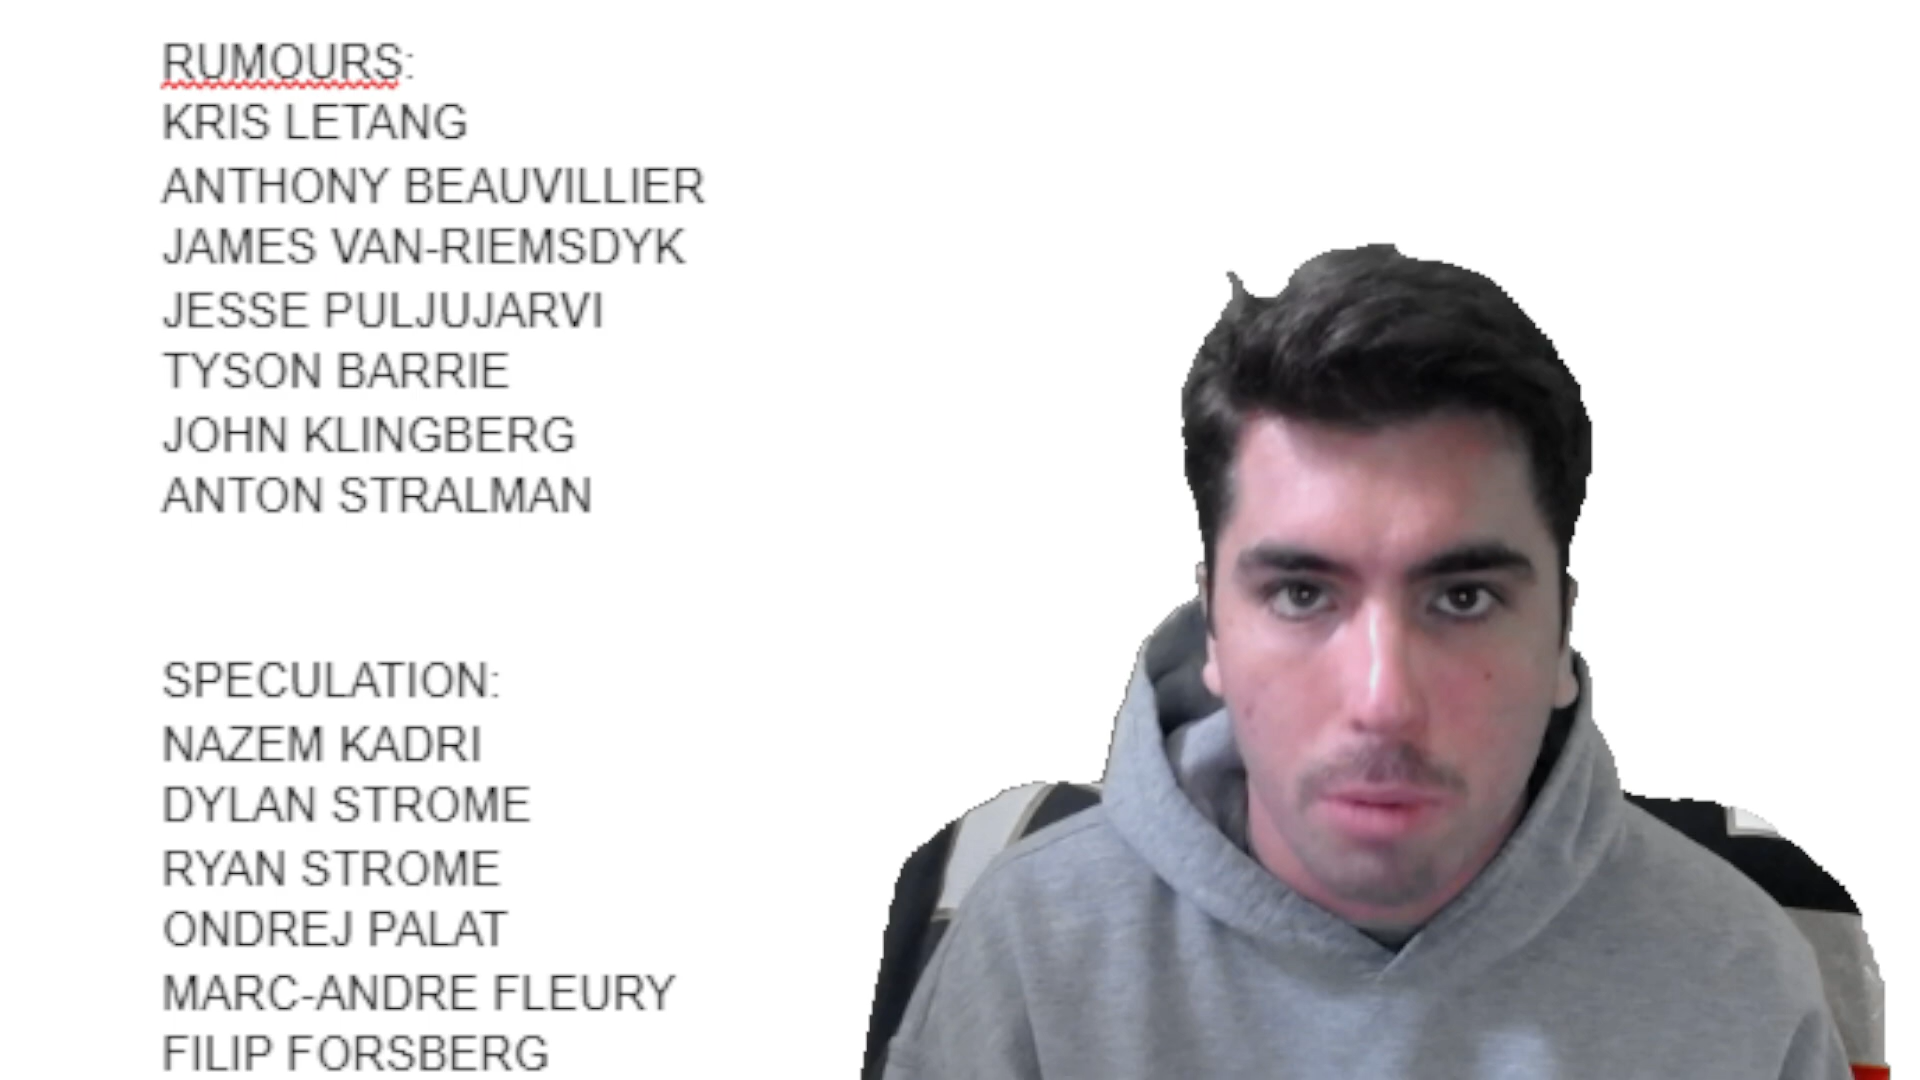 RUMOURS:
KRIS LETANG
ANTHONY BEAUVILLIER
JAMES VAN-RIEMSDYK
JESSE PULJUJARVI
TYSON BARRIE
JOHN KLINGBERG
ANTON STRALMAN
SPECULATION:
NAZEM KADRI
DYLAN STROME
RYAN STROME
ONDREJ PALAT
MARC-ANDRE FLEURY
FILIP FORSBERG